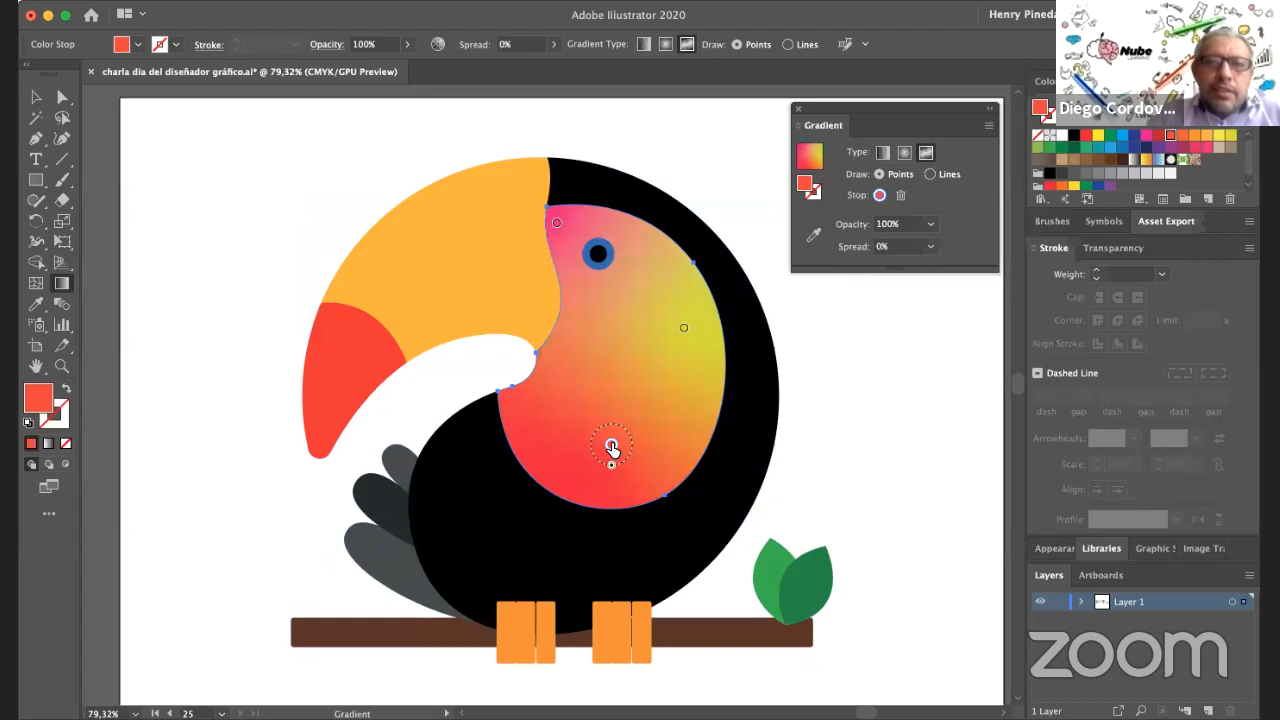 Adobe Illustrator 2020
Henry Pineda
Color Stop
Stroke:
Opacity:
100%
Spread:
0%
Gradient Type:
Draw:
Points
Lines
charla dia del diseñador gráfico.ai* @ 79,32% (CMYK/GPU Preview)
Nube
Diego Cordov...
Gradient
Type:
Draw:
Points
Lines
Stop:
Opacity:
100%
Spread:
0%
Brushes
Symbols
Asset Export
Stroke
Transparency
Weight:
Cap:
Corner:
Limit:
x
Align Stroke:
Dashed Line
dash
gap
dash
gap
dash
gap
Arrowheads:
Scale:
Align:
Profile:
Appear
Libraries
Graphic
Image Tr
Layers
Artboards
Layer 1
zoom
1 Layer
79,32%
25
Gradient